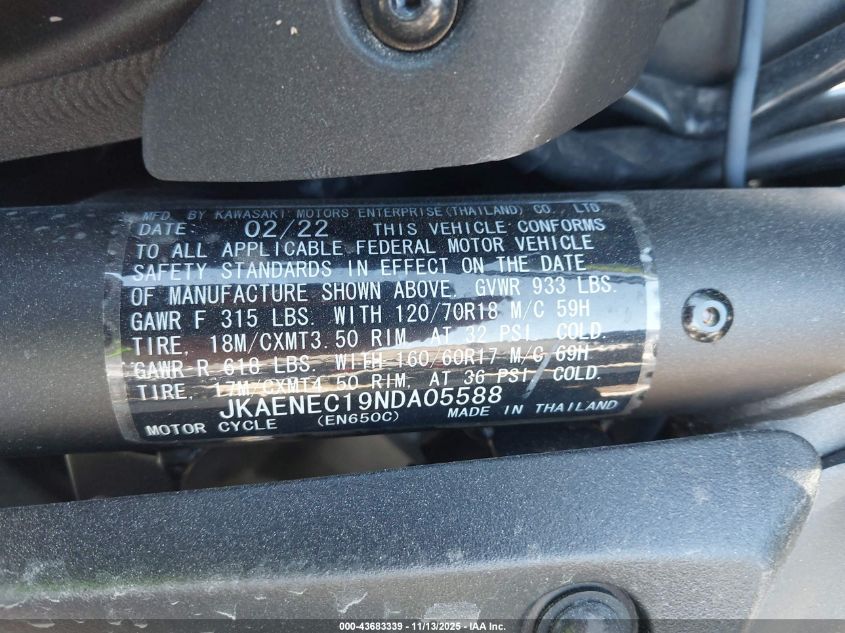 MFD. BY KAWASAKI MOTORS ENTERPRISE (THAILAND) CO., LTD
DATE: 02/22 THIS VEHICLE CONFORMS
TO ALL APPLICABLE FEDERAL MOTOR VEHICLE
SAFETY STANDARDS IN EFFECT ON THE DATE
OF MANUFACTURE SHOWN ABOVE. GVWR 933 LBS.
GAWR F 315 LBS. WITH 120/70R18 M/C 59H
TIRE, 18M/CXMT3.50 RIM, AT 32 PSI, COLD.
GAWR R 618 LBS. WITH 160/60R17 M/C 69H
TIRE, 17M/CXMT4.50 RIM, AT 36 PSI, COLD.
JKAENEC19NDA05588
MOTOR CYCLE (EN650C) MADE IN THAILAND
000-43683339 - 11/13/2025 - IAA Inc.